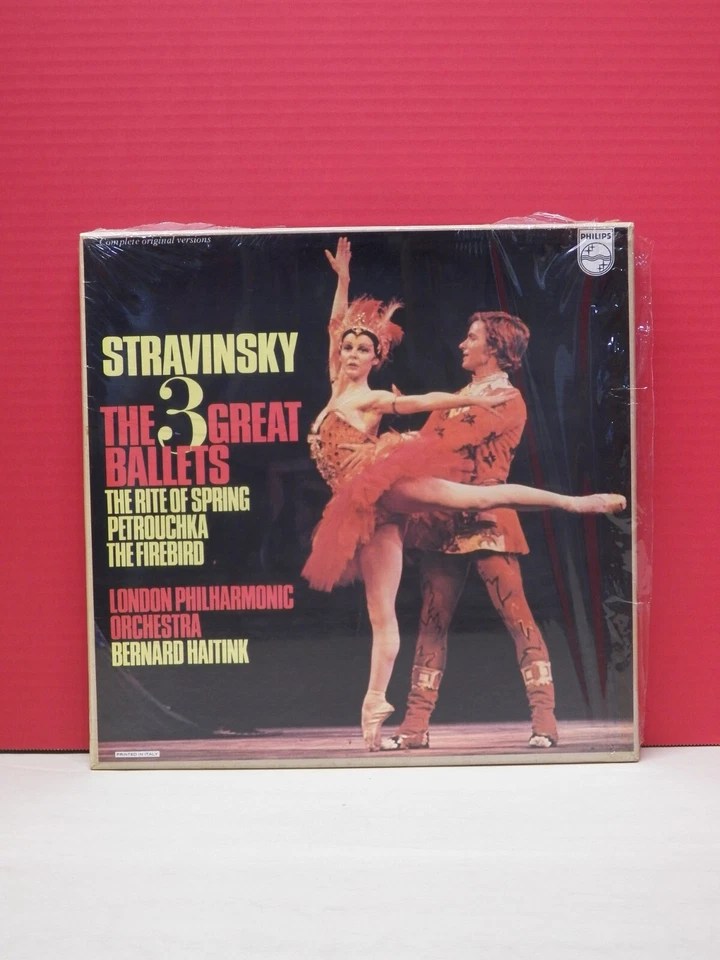 Complete original versions
PHILIPS
STRAVINSKY
THE 3 GREAT
BALLETS
THE RITE OF SPRING
PETROUCHKA
THE FIREBIRD
LONDON PHILHARMONIC
ORCHESTRA
BERNARD HAITINK
PRINTED IN ITALY